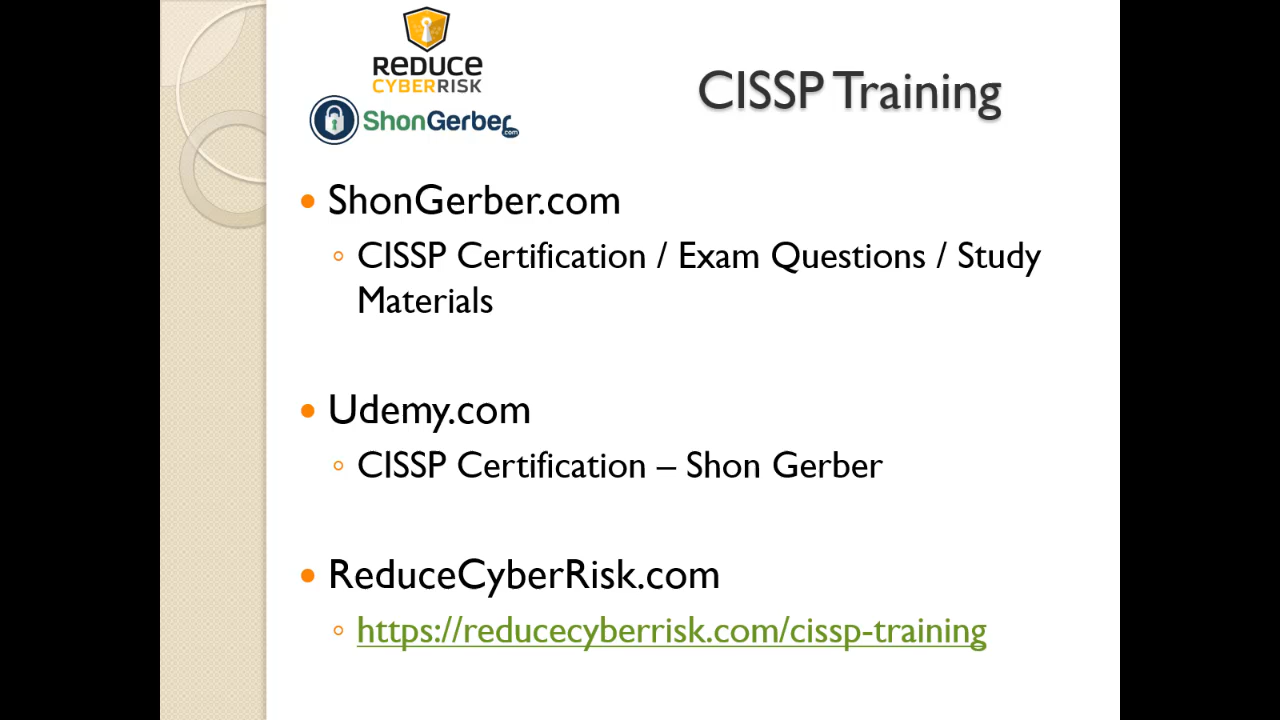 REDUCE
CYBERRISK
ShonGerber.com
CISSP Training
ShonGerber.com
CISSP Certification / Exam Questions / Study
Materials
Udemy.com
CISSP Certification – Shon Gerber
ReduceCyberRisk.com
https://reducecyberrisk.com/cissp-training